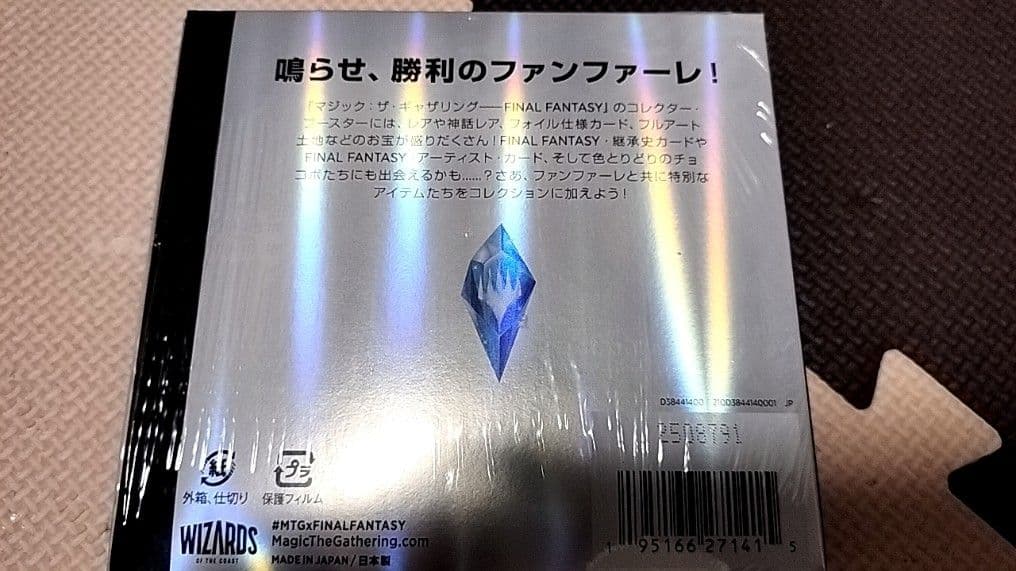 鳴らせ、勝利のファンファーレ！
『マジック：ザ・ギャザリング——FINAL FANTASY』のコレクター・
ブースターには、レアや神話レア、フォイル仕様カード、フルアート
土地などのお宝が盛りだくさん！FINAL FANTASY・継承史カードや
FINAL FANTASY・アーティスト・カード、そして色とりどりのチョ
コボたちにも出会えるかも……？さあ、ファンファーレと共に特別な
アイテムたちをコレクションに加えよう！
D38441400 210D3844140001 JP
2508791
紙 プラ
外箱、仕切り 保護フィルム
WIZARDS
OF THE COAST
#MTGxFINALFANTASY
MagicTheGathering.com
MADE IN JAPAN / 日本製
1 95166 27141 5